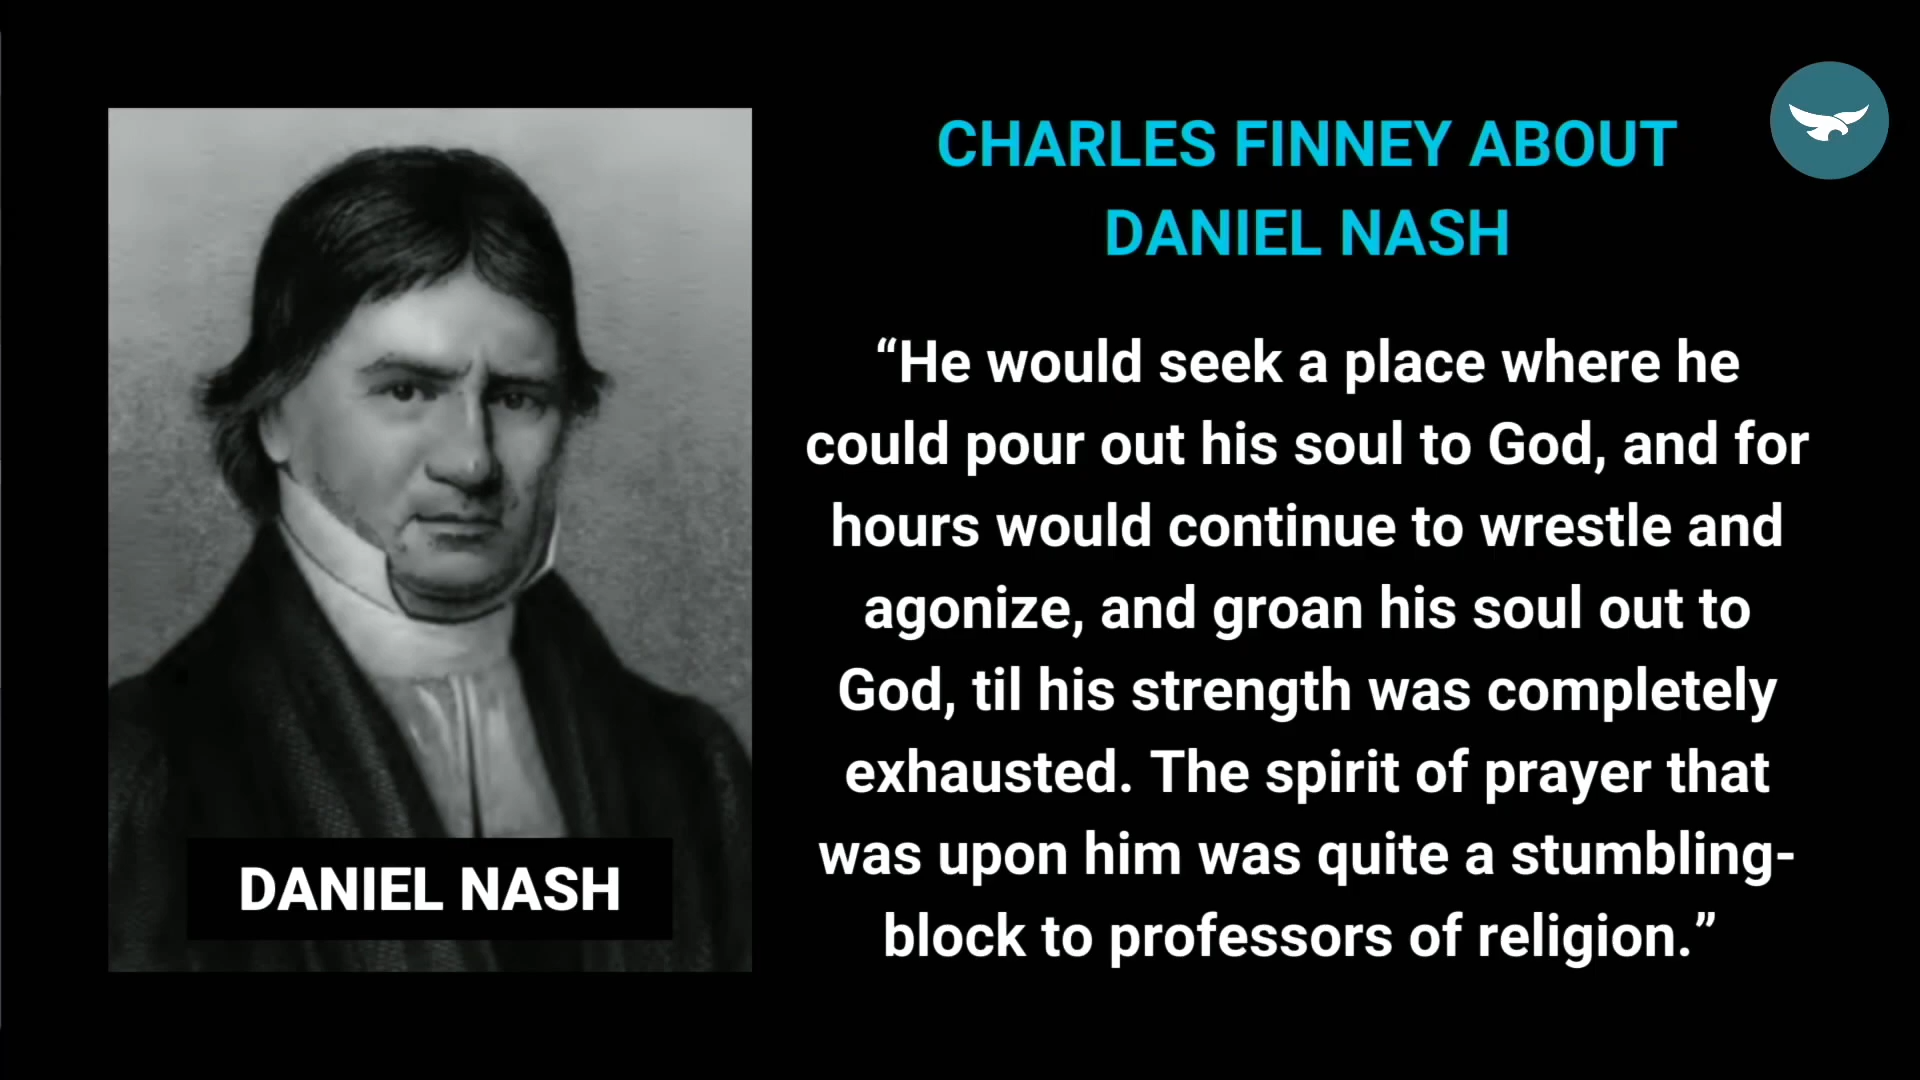 CHARLES FINNEY ABOUT
DANIEL NASH
“He would seek a place where he
could pour out his soul to God, and for
hours would continue to wrestle and
agonize, and groan his soul out to
God, til his strength was completely
exhausted. The spirit of prayer that
was upon him was quite a stumbling-
block to professors of religion.”
DANIEL NASH